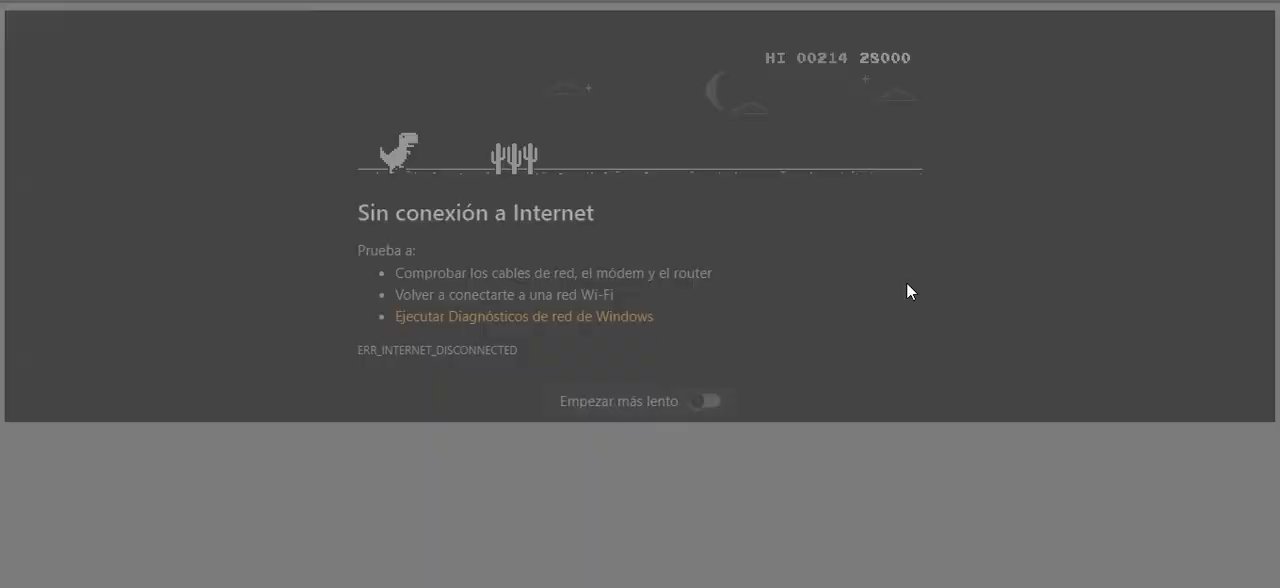 HI 00214 28000
Sin conexión a Internet
Prueba a:
Comprobar los cables de red, el módem y el router
Volver a conectarte a una red Wi-Fi
Ejecutar Diagnósticos de red de Windows
ERR_INTERNET_DISCONNECTED
Empezar más lento